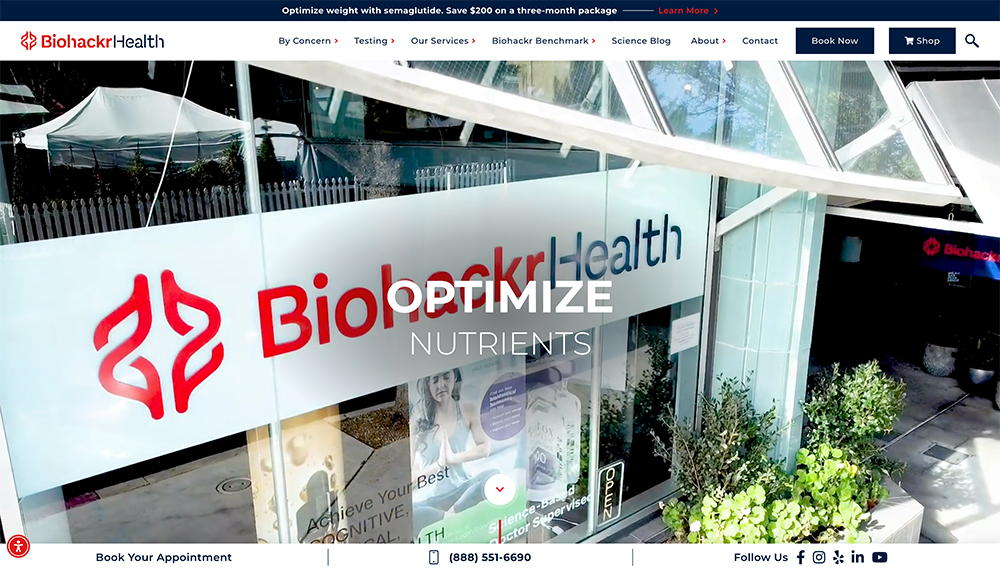 Optimize weight with semaglutide. Save $200 on a three-month package Learn More
BiohackrHealth
By Concern Testing Our Services Biohackr Benchmark Science Blog About Contact Book Now Shop
BiohackrHealth
Biohackr
OPTIMIZE
NUTRIENTS
Achieve Your Best
COGNITIVE,
Science-Based
Doctor Supervised
OPEN
Book Your Appointment (888) 551-6690 Follow Us